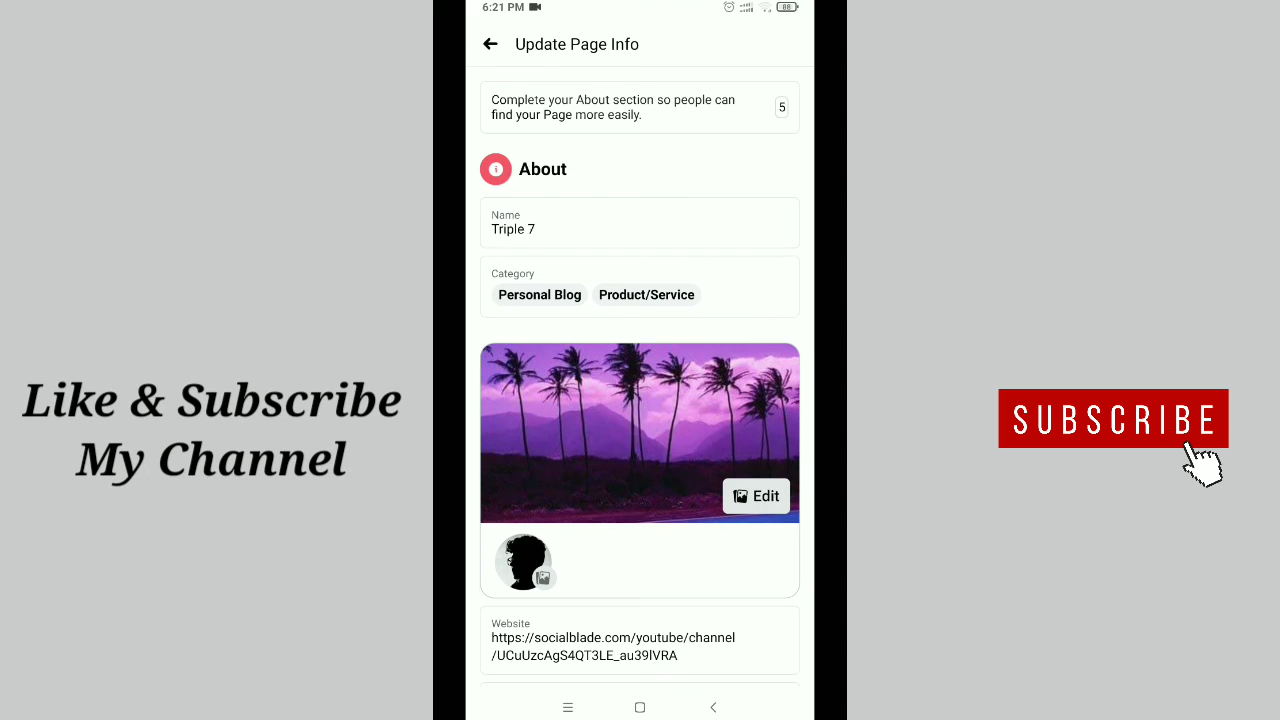 6:21 PM
88
Update Page Info
Complete your About section so people can
find your Page more easily.
5
About
Name
Triple 7
Category
Personal Blog Product/Service
Edit
Website
https://socialblade.com/youtube/channel
/UCuUzcAgS4QT3LE_au39lVRA
Like & Subscribe
My Channel
SUBSCRIBE